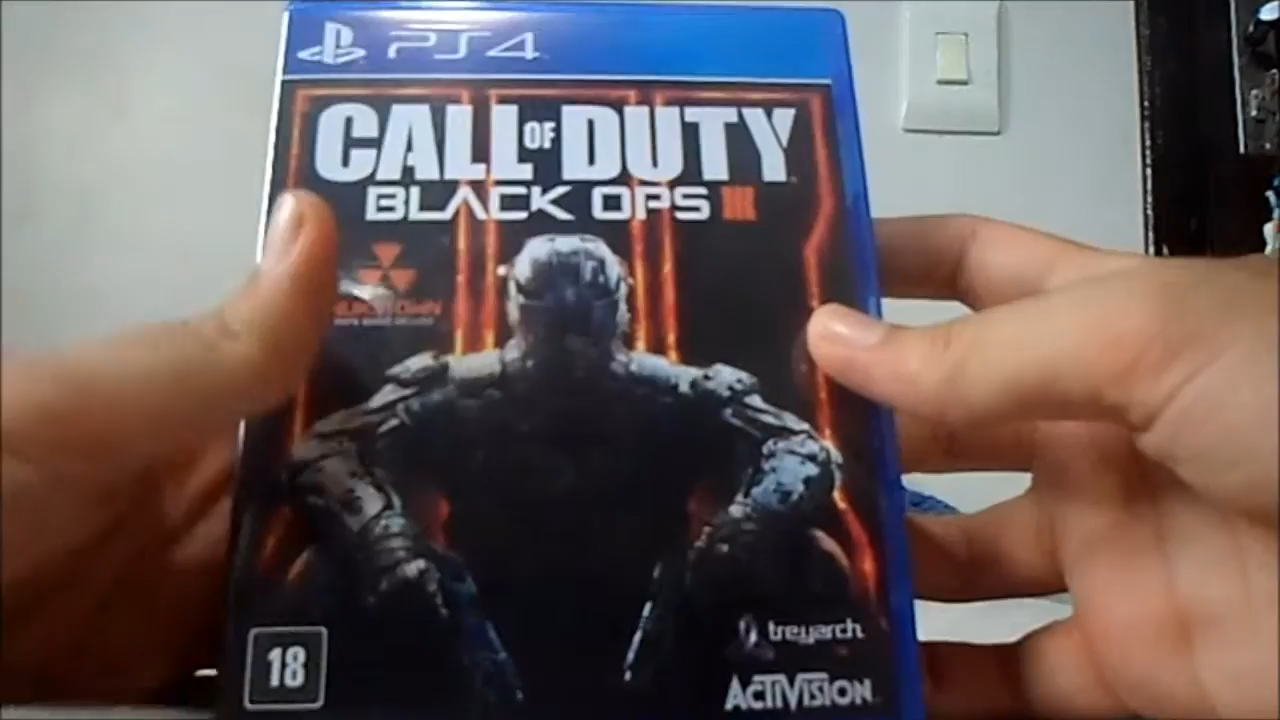 PS4
CALL OF DUTY
BLACK OPS III
18
treyarch
ACTIVISION